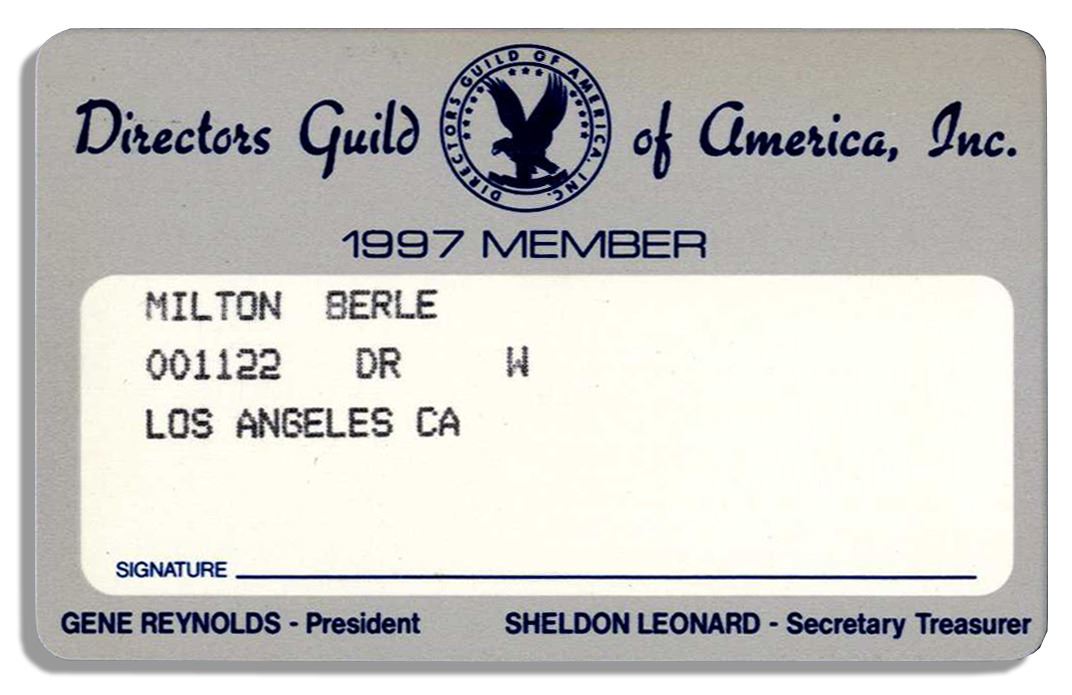 Directors Guild of America, Inc.
DIRECTORS GUILD OF AMERICA, INC.
1997 MEMBER
MILTON BERLE
001122 DR W
LOS ANGELES CA
SIGNATURE
GENE REYNOLDS - President SHELDON LEONARD - Secretary Treasurer